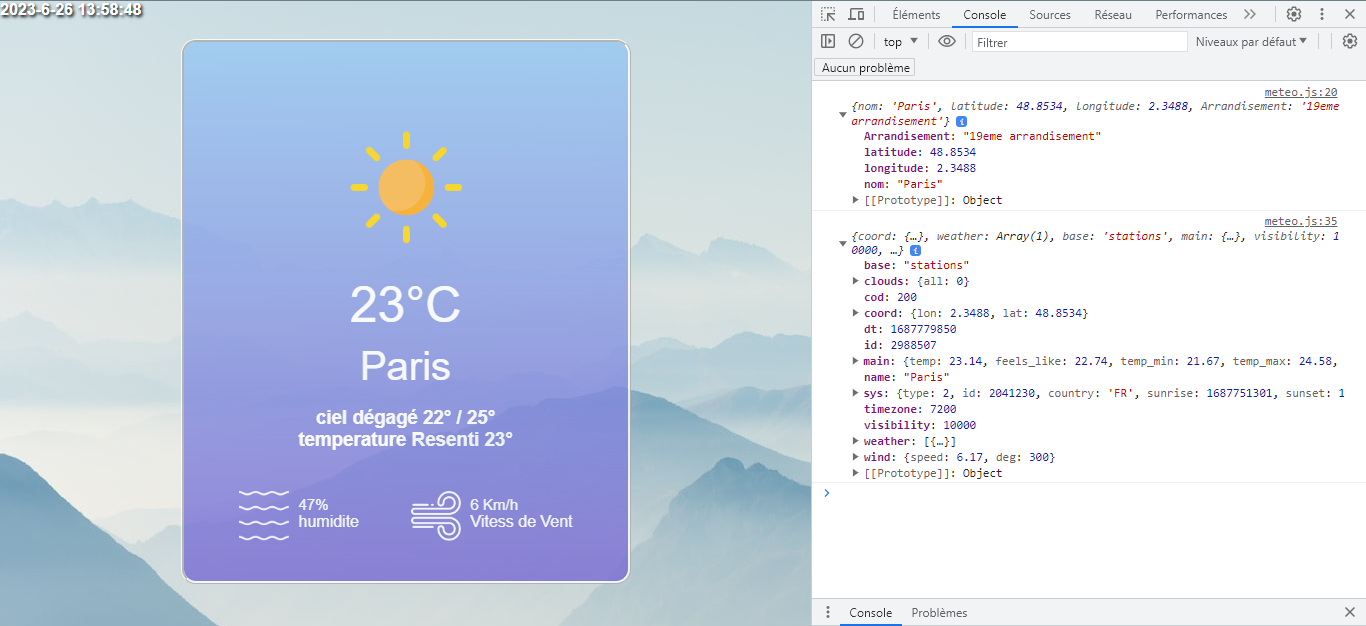 2023-6-26 13:58:48
23°C
Paris
ciel dégagé 22° / 25°
temperature Resenti 23°
47%
humidite
6 Km/h
Vitess de Vent
Éléments Console Sources Réseau Performances
top Filtrer Niveaux par défaut
Aucun problème
meteo.js:20
{nom: 'Paris', latitude: 48.8534, longitude: 2.3488, Arrandisement: '19eme
arrandisement'}
Arrandisement: "19eme arrandisement"
latitude: 48.8534
longitude: 2.3488
nom: "Paris"
[[Prototype]]: Object
meteo.js:35
{coord: {…}, weather: Array(1), base: 'stations', main: {…}, visibility: 1
0000, …}
base: "stations"
clouds: {all: 0}
cod: 200
coord: {lon: 2.3488, lat: 48.8534}
dt: 1687779850
id: 2988507
main: {temp: 23.14, feels_like: 22.74, temp_min: 21.67, temp_max: 24.58,
name: "Paris"
sys: {type: 2, id: 2041230, country: 'FR', sunrise: 1687751301, sunset: 1
timezone: 7200
visibility: 10000
weather: [{…}]
wind: {speed: 6.17, deg: 300}
[[Prototype]]: Object
Console Problèmes